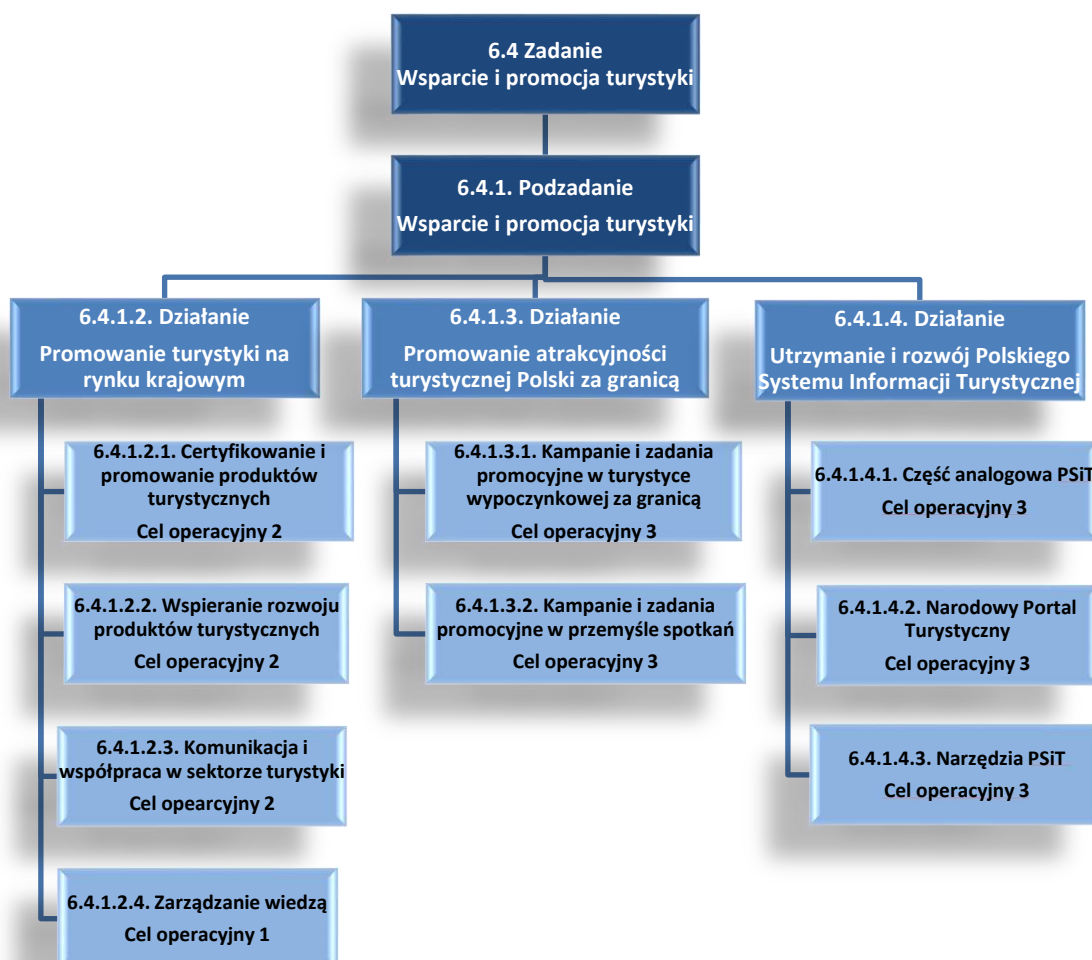 6.4 Zadanie
Wsparcie i promocja turystyki
6.4.1. Podzadanie
Wsparcie i promocja turystyki
6.4.1.2. Działanie
Promowanie turystyki na
rynku krajowym
6.4.1.2.1. Certyfikowanie i
promowanie produktów
turystycznych
Cel operacyjny 2
6.4.1.2.2. Wspieranie rozwoju
produktów turystycznych
Cel operacyjny 2
6.4.1.2.3. Komunikacja i
współpraca w sektorze turystyki
Cel opearcyjny 2
6.4.1.2.4. Zarządzanie wiedzą
Cel operacyjny 1
6.4.1.3. Działanie
Promowanie atrakcyjności
turystycznej Polski za granicą
6.4.1.3.1. Kampanie i zadania
promocyjne w turystyce
wypoczynkowej za granicą
Cel operacyjny 3
6.4.1.3.2. Kampanie i zadania
promocyjne w przemyśle spotkań
Cel operacyjny 3
6.4.1.4. Działanie
Utrzymanie i rozwój Polskiego
Systemu Informacji Turystycznej
6.4.1.4.1. Część analogowa PSiT
Cel operacyjny 3
6.4.1.4.2. Narodowy Portal
Turystyczny
Cel operacyjny 3
6.4.1.4.3. Narzędzia PSiT
Cel operacyjny 3